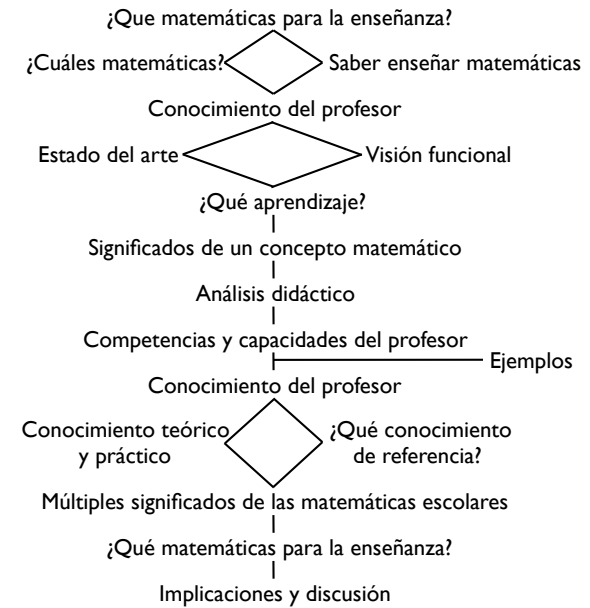 ¿Que matemáticas para la enseñanza?
¿Cuáles matemáticas?
Saber enseñar matemáticas
Conocimiento del profesor
Estado del arte
Visión funcional
¿Qué aprendizaje?
Significados de un concepto matemático
Análisis didáctico
Competencias y capacidades del profesor
Ejemplos
Conocimiento del profesor
Conocimiento teórico
y práctico
¿Qué conocimiento
de referencia?
Múltiples significados de las matemáticas escolares
¿Qué matemáticas para la enseñanza?
Implicaciones y discusión